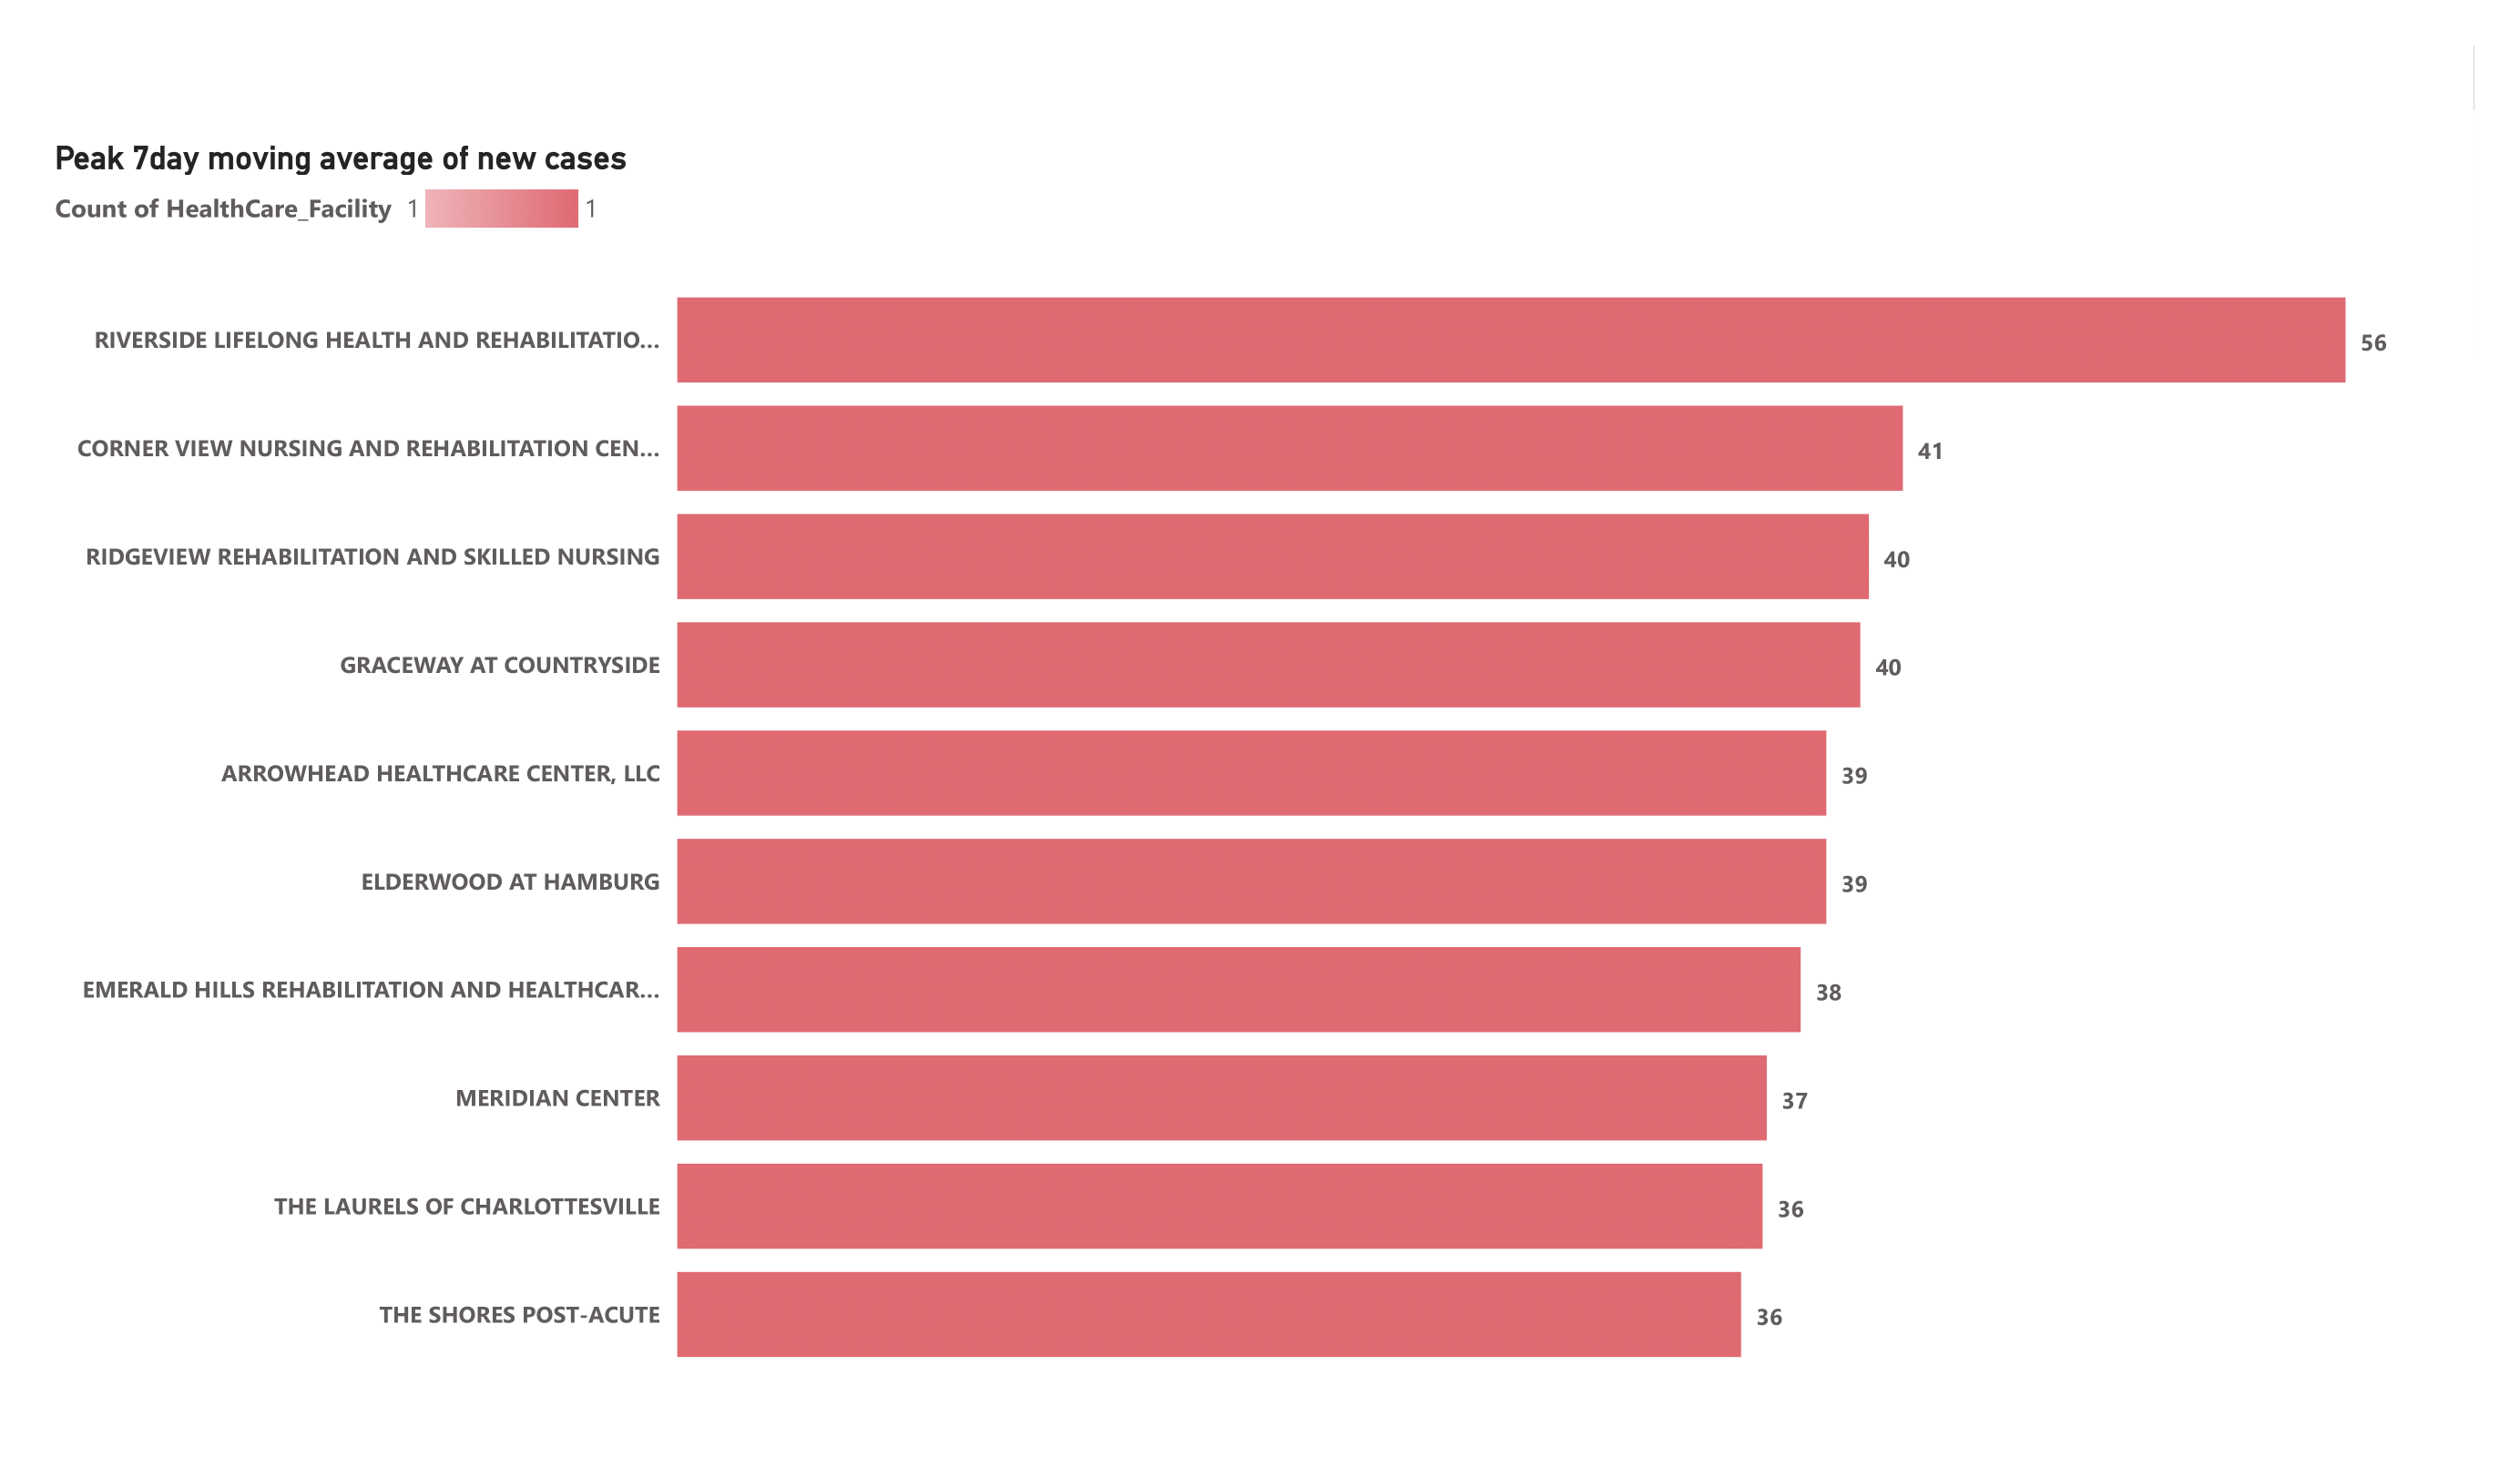 Peak 7day moving average of new cases
Count of HealthCare_Facility 1 1
RIVERSIDE LIFELONG HEALTH AND REHABILITATIO... 56
CORNER VIEW NURSING AND REHABILITATION CEN... 41
RIDGEVIEW REHABILITATION AND SKILLED NURSING 40
GRACEWAY AT COUNTRYSIDE 40
ARROWHEAD HEALTHCARE CENTER, LLC 39
ELDERWOOD AT HAMBURG 39
EMERALD HILLS REHABILITATION AND HEALTHCAR... 38
MERIDIAN CENTER 37
THE LAURELS OF CHARLOTTESVILLE 36
THE SHORES POST-ACUTE 36